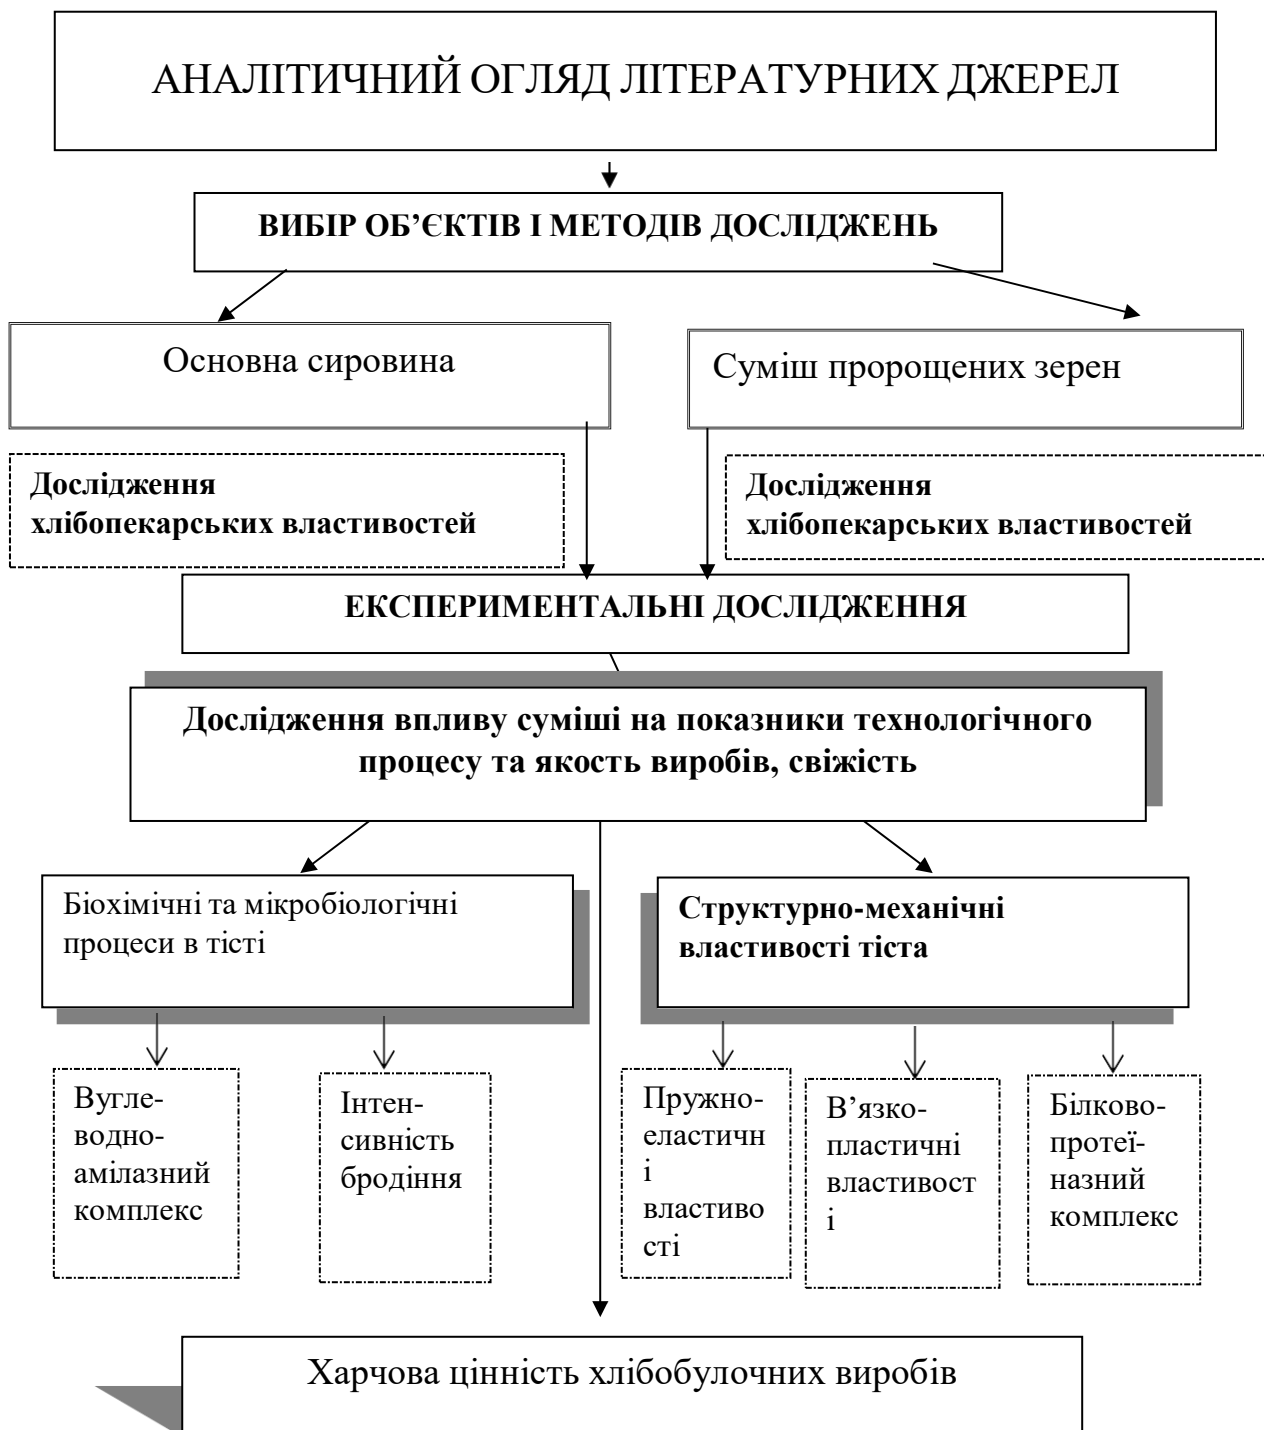 АНАЛІТИЧНИЙ ОГЛЯД ЛІТЕРАТУРНИХ ДЖЕРЕЛ
ВИБІР ОБ’ЄКТІВ І МЕТОДІВ ДОСЛІДЖЕНЬ
Основна сировина
Суміш пророщених зерен
Дослідження
хлібопекарських властивостей
Дослідження
хлібопекарських властивостей
ЕКСПЕРИМЕНТАЛЬНІ ДОСЛІДЖЕННЯ
Дослідження впливу суміші на показники технологічного
процесу та якость виробів, свіжість
Біохімічні та мікробіологічні
процеси в тісті
Структурно-механічні
властивості тіста
Вугле-
водно-
амілазний
комплекс
Інтен-
сивність
бродіння
Пружно-
еластичн
і
властиво
сті
В’язко-
пластичні
властивост
і
Білково-
протеї-
назний
комплекс
Харчова цінність хлібобулочних виробів